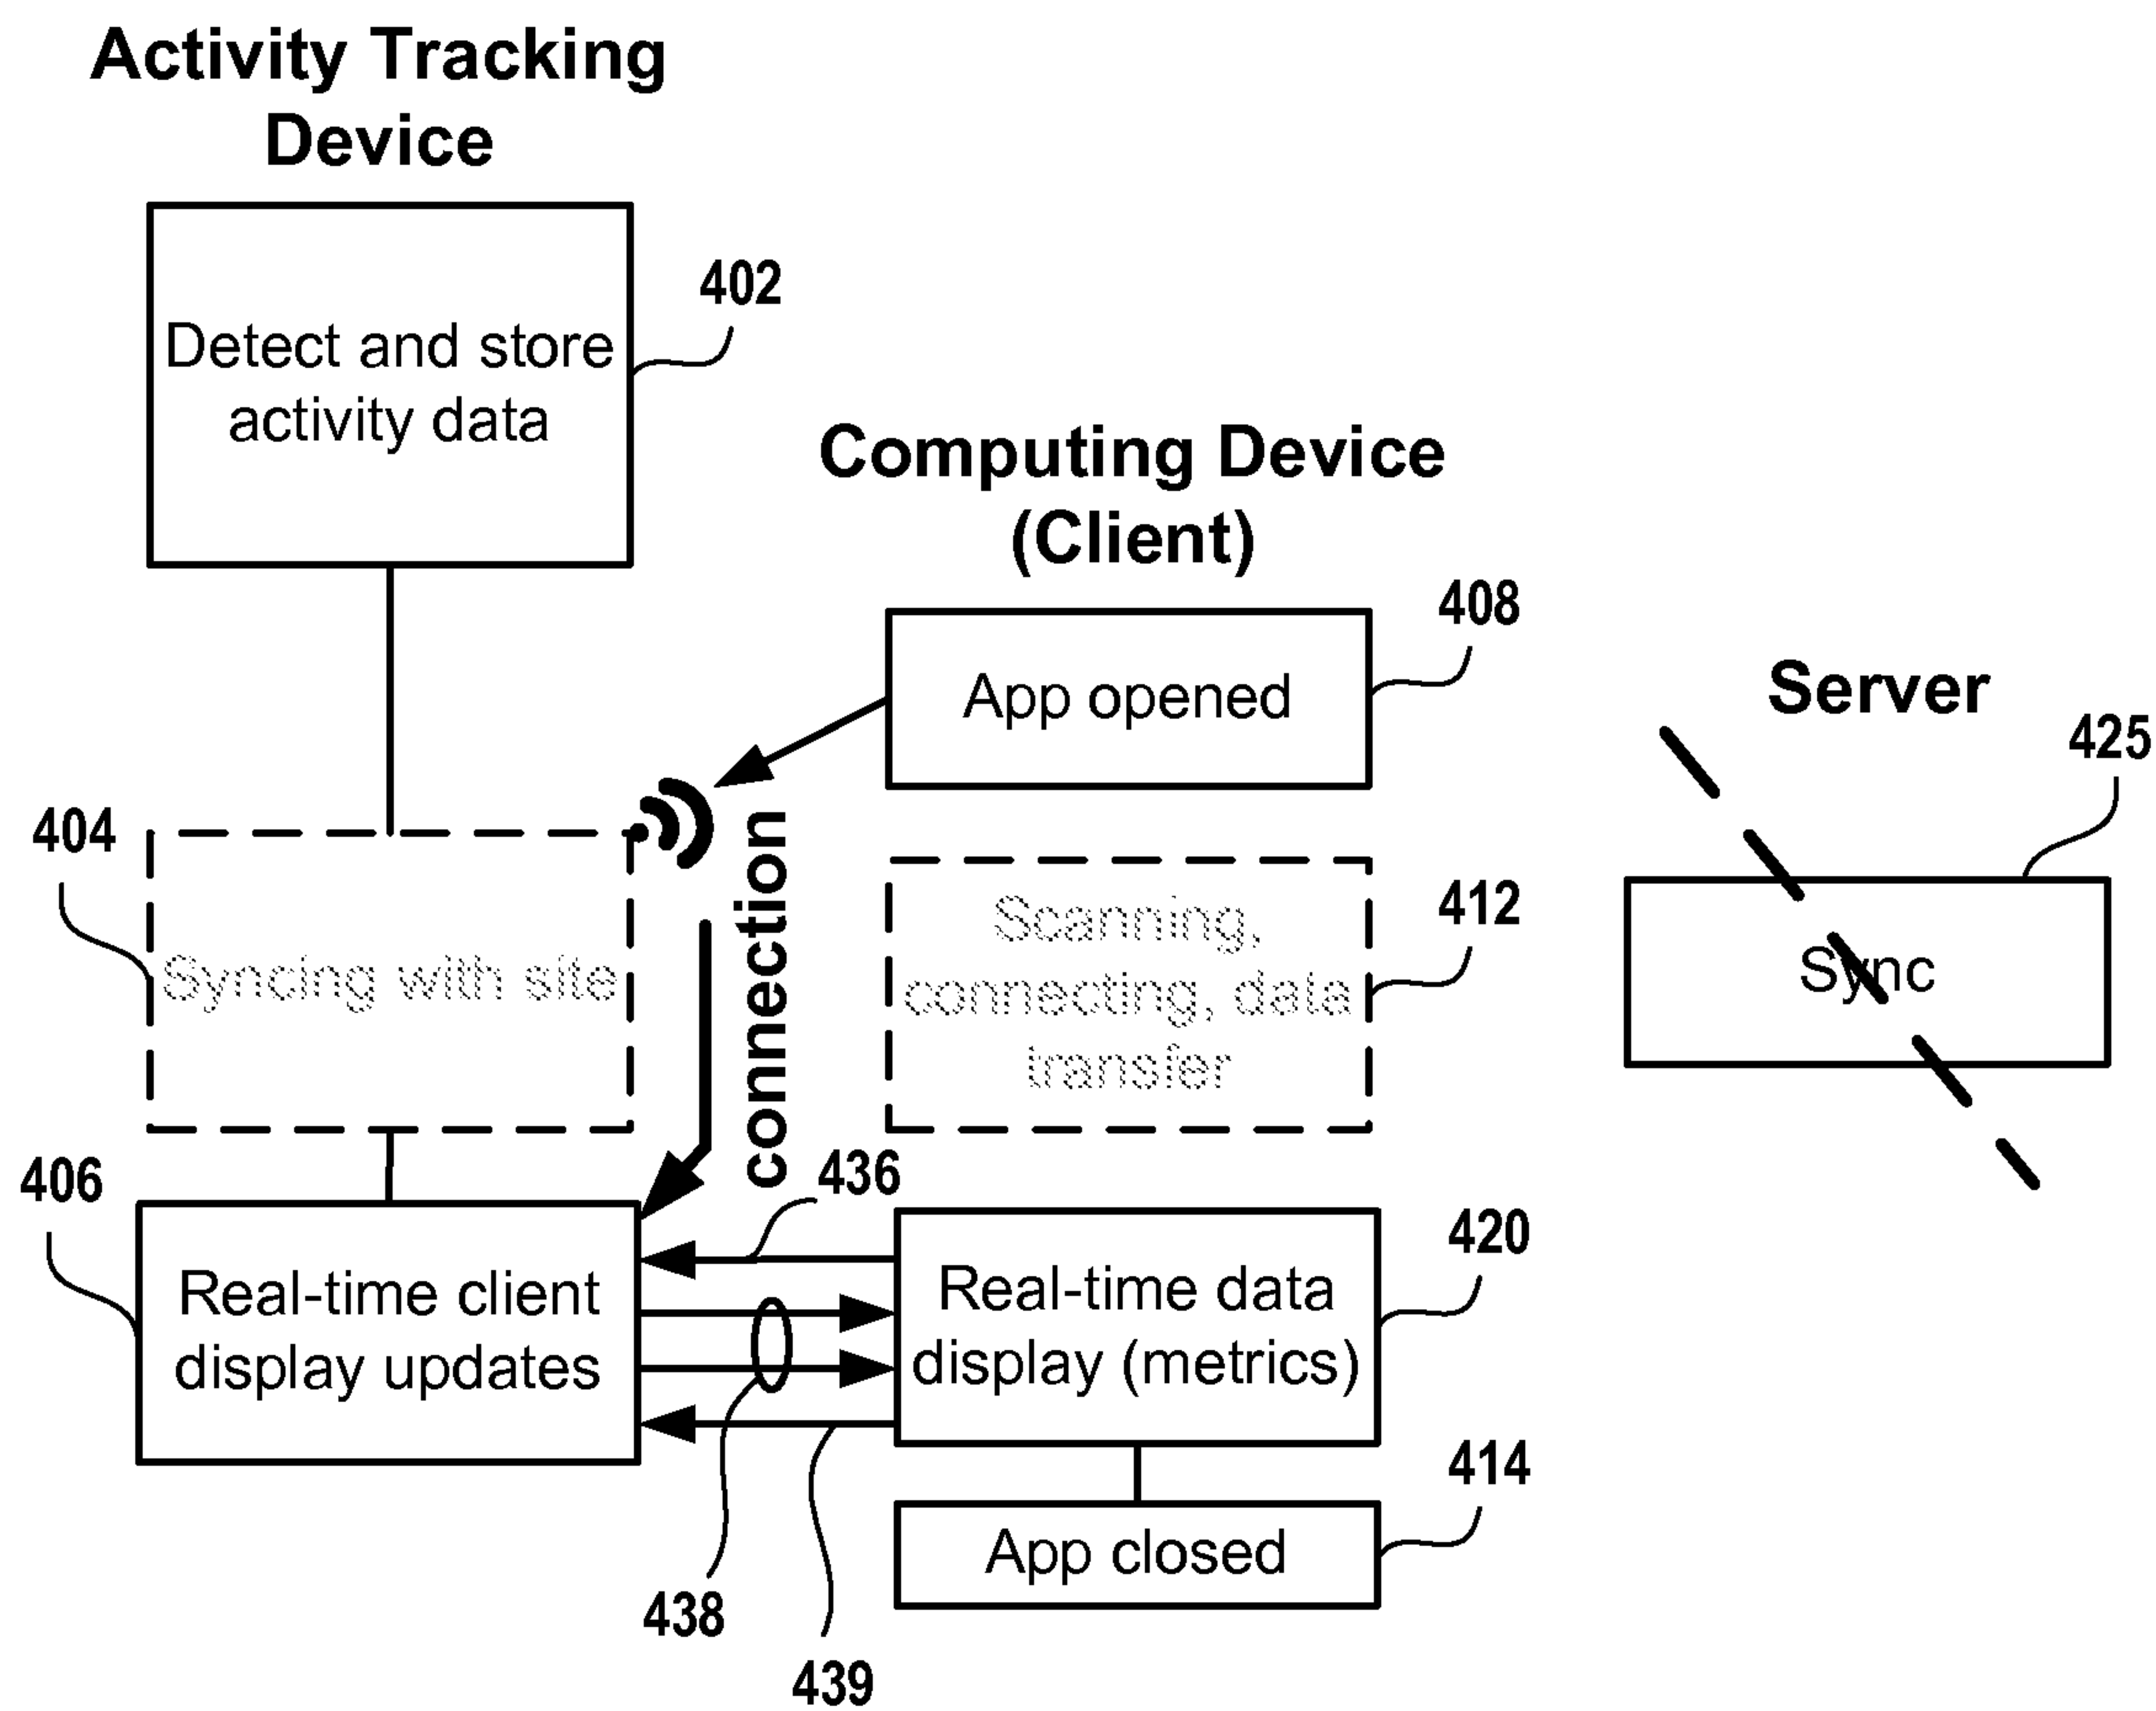 Activity Tracking
Device
402
Detect and store
activity data
Computing Device
(Client)
408
App opened
Server
425
404
Syncing with site
connection
Scanning,
connecting, data
transfer
412
Sync
406
436
420
Real-time client
display updates
Real-time data
display (metrics)
414
App closed
438
439